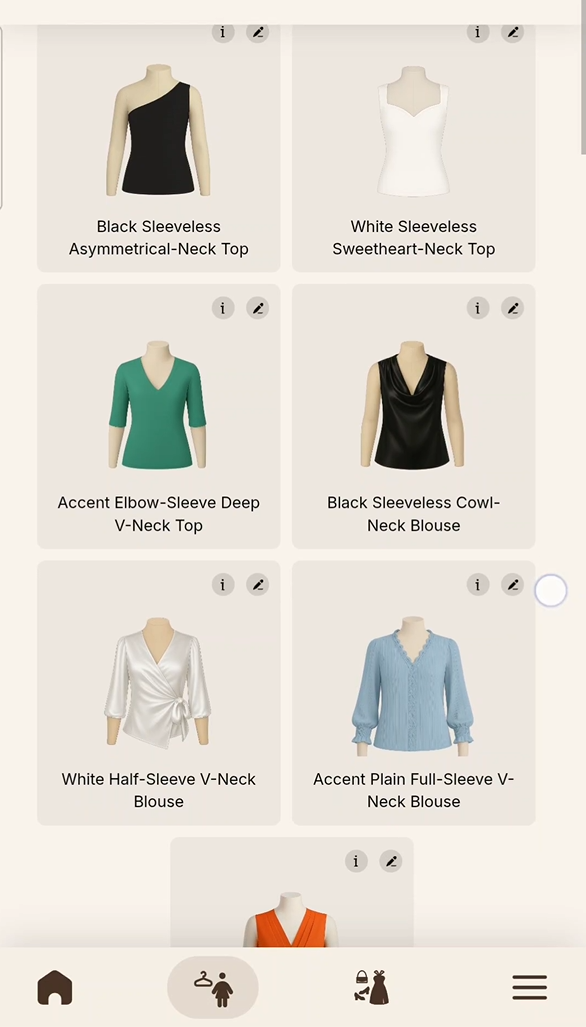 Black Sleeveless
Asymmetrical-Neck Top
White Sleeveless
Sweetheart-Neck Top
Accent Elbow-Sleeve Deep
V-Neck Top
Black Sleeveless Cowl-
Neck Blouse
White Half-Sleeve V-Neck
Blouse
Accent Plain Full-Sleeve V-
Neck Blouse